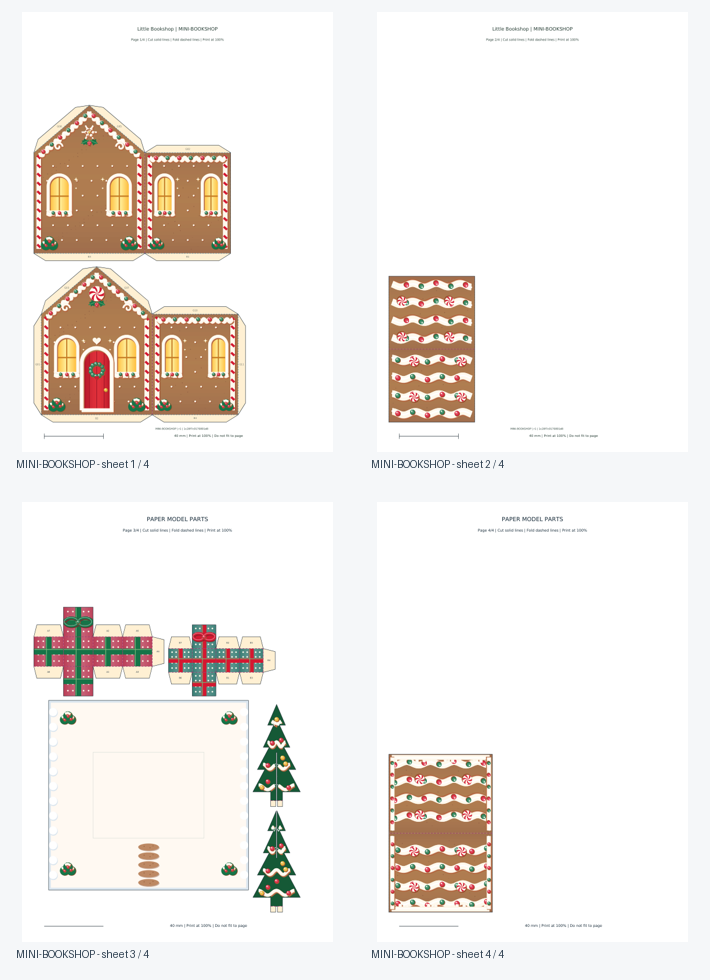 Little Bookshop | MINI-BOOKSHOP
Page 1/4 | Cut solid lines | Fold dashed lines | Print at 100%
40 mm | Print at 100% | Do not fit to page
MINI-BOOKSHOP - sheet 1 / 4
Little Bookshop | MINI-BOOKSHOP
Page 2/4 | Cut solid lines | Fold dashed lines | Print at 100%
40 mm | Print at 100% | Do not fit to page
MINI-BOOKSHOP - sheet 2 / 4
PAPER MODEL PARTS
Page 3/4 | Cut solid lines | Fold dashed lines | Print at 100%
40 mm | Print at 100% | Do not fit to page
MINI-BOOKSHOP - sheet 3 / 4
PAPER MODEL PARTS
Page 4/4 | Cut solid lines | Fold dashed lines | Print at 100%
40 mm | Print at 100% | Do not fit to page
MINI-BOOKSHOP - sheet 4 / 4